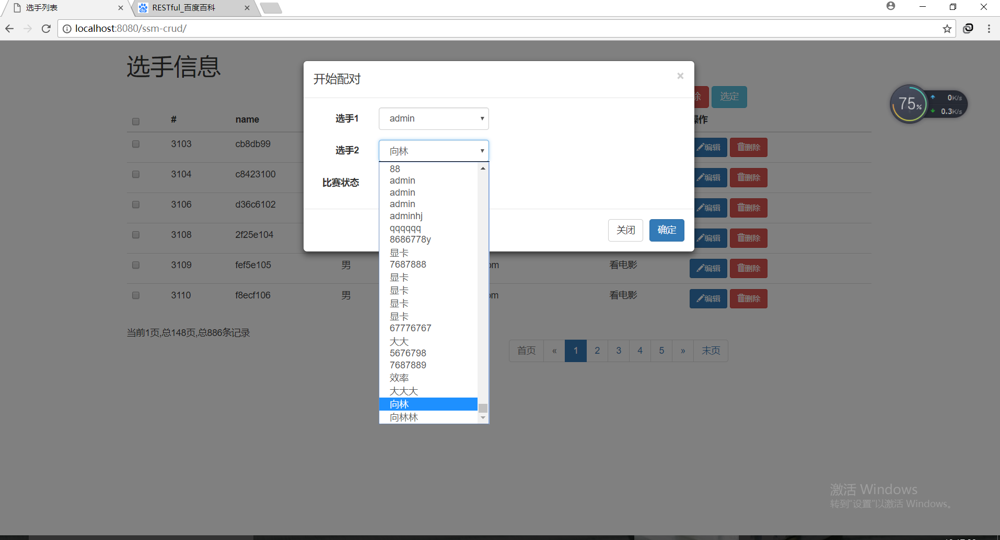 选手列表
RESTful_百度百科
localhost:8080/ssm-crud/
选手信息
开始配对
×
选手1
admin
选手2
向林
88
admin
admin
admin
adminhj
qqqqqq
8686778y
显卡
7687888
显卡
显卡
显卡
显卡
67776767
大大
5676798
7687889
效率
大大大
向林
向林林
比赛状态
关闭
确定
除
选定
# name 操作
3103 cb8db99 编辑 删除
3104 c8423100 编辑 删除
3106 d36c6102 编辑 删除
3108 2f25e104 编辑 删除
3109 fef5e105 男 om 看电影 编辑 删除
3110 f8ecf106 男 om 看电影 编辑 删除
当前1页,总148页,总886条记录
首页 « 1 2 3 4 5 » 末页
75%
0K/s
0.3K/s
激活 Windows
转到“设置”以激活 Windows。